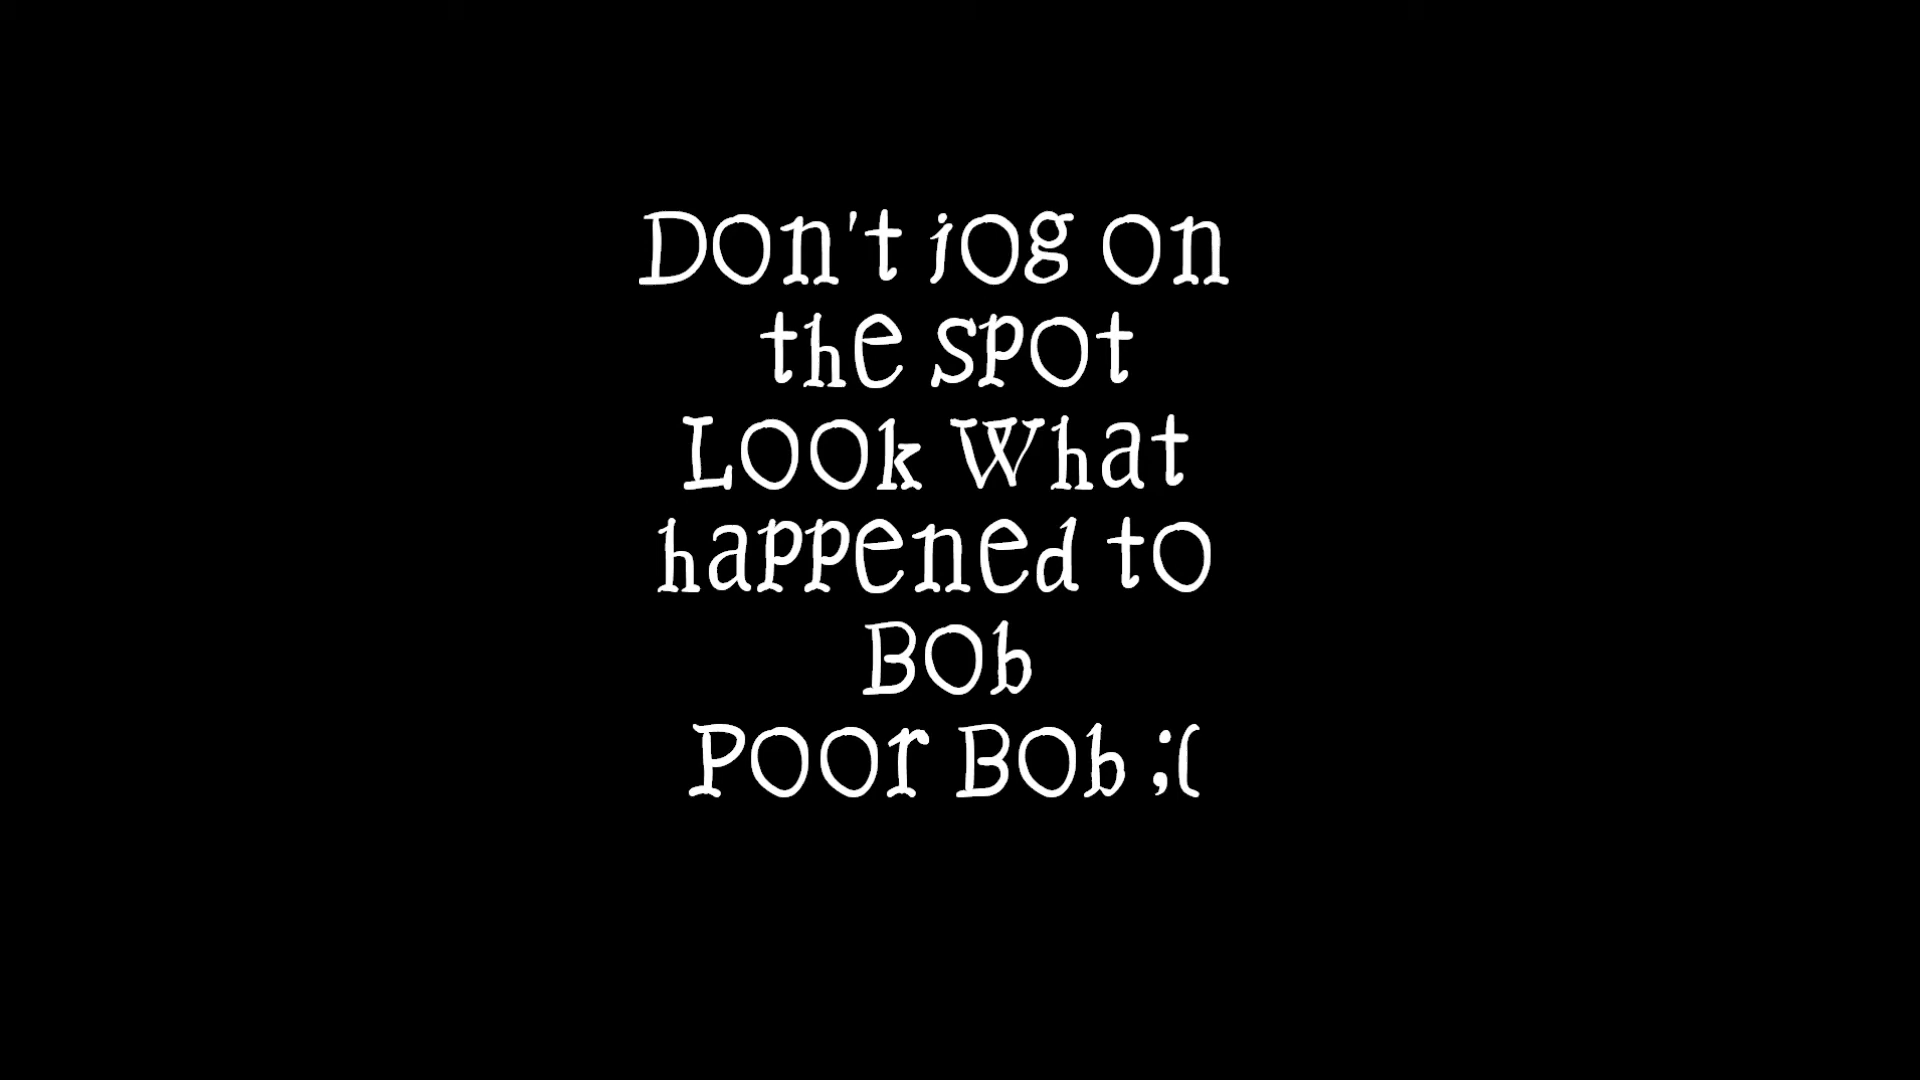 Don't jog on
the spot
Look What
happened to
Bob
Poor Bob ;(